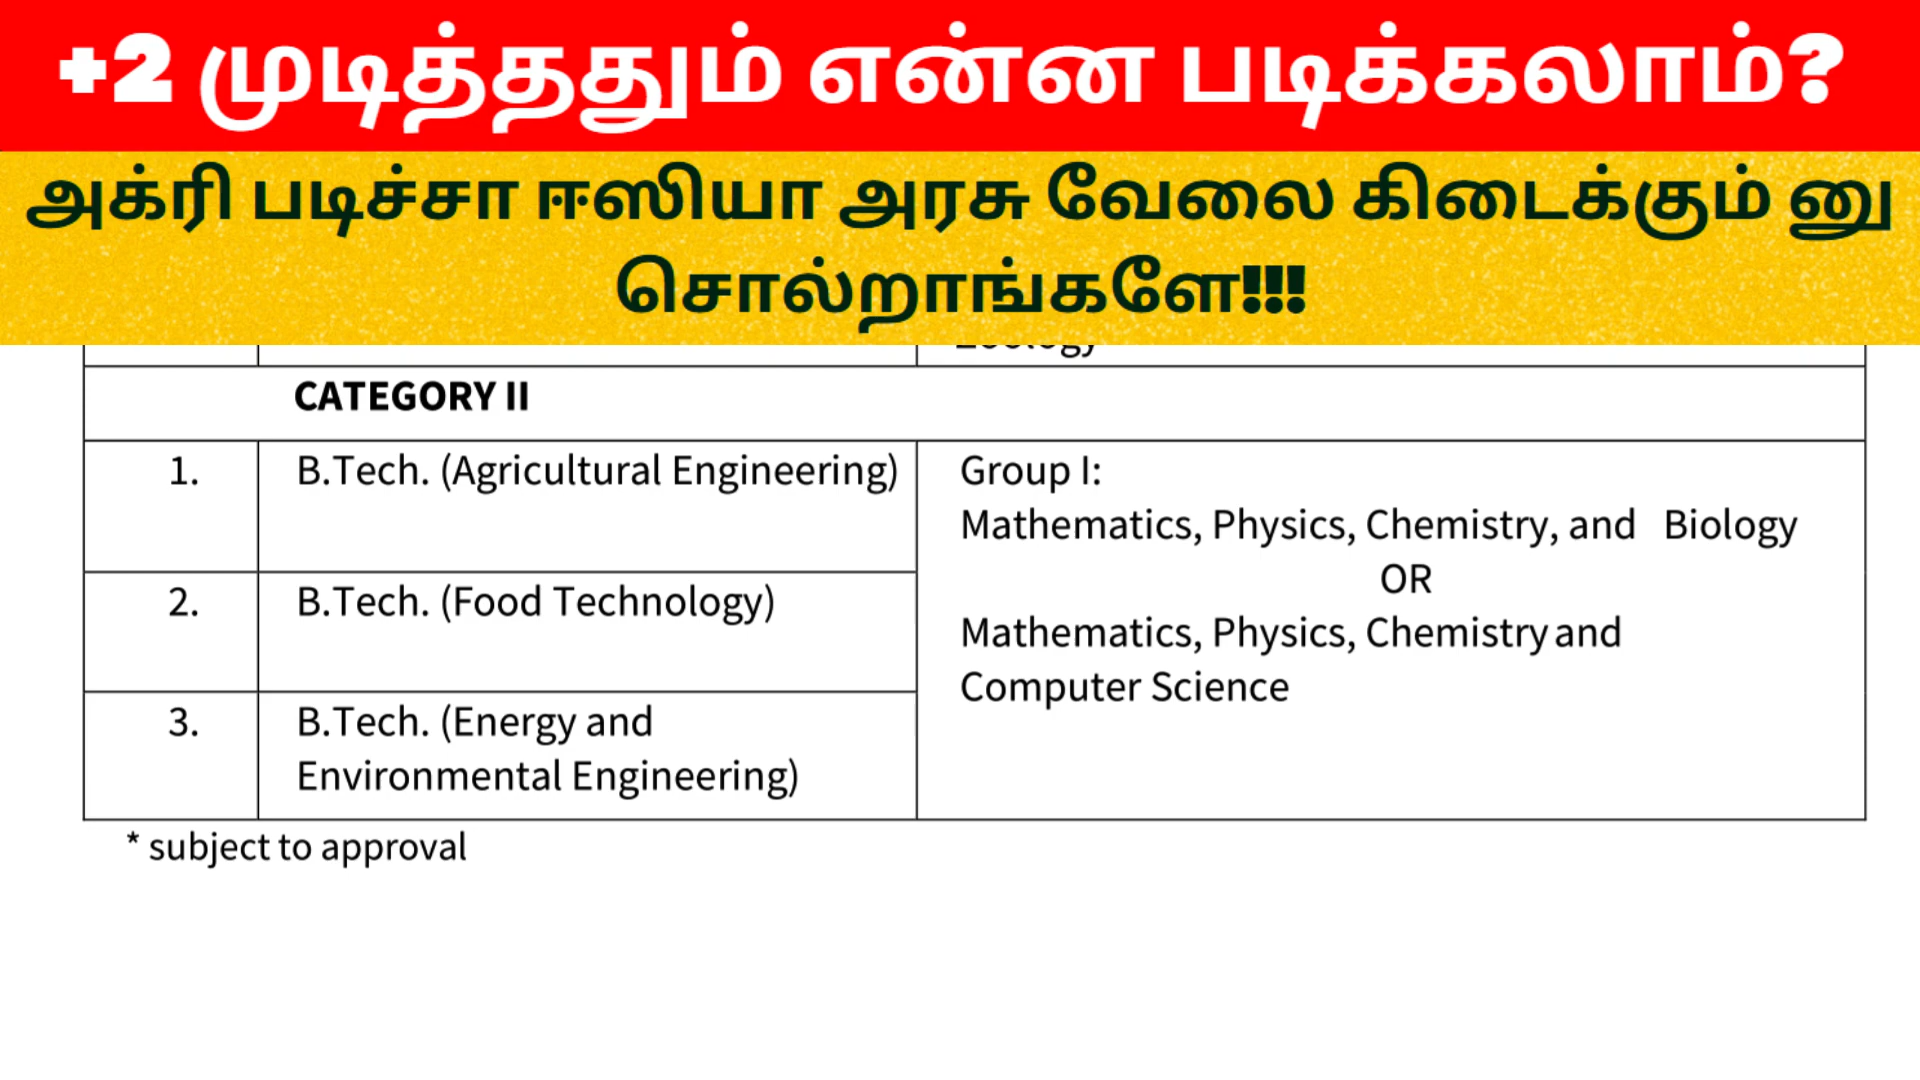 +2 முடித்ததும் என்ன படிக்கலாம்?
அக்ரி படிச்சா ஈஸியா அரசு வேலை கிடைக்கும் னு
சொல்றாங்களே!!!
CATEGORY II
1. B.Tech. (Agricultural Engineering)
2. B.Tech. (Food Technology)
3. B.Tech. (Energy and
Environmental Engineering)
Group I:
Mathematics, Physics, Chemistry, and Biology
OR
Mathematics, Physics, Chemistry and
Computer Science
* subject to approval